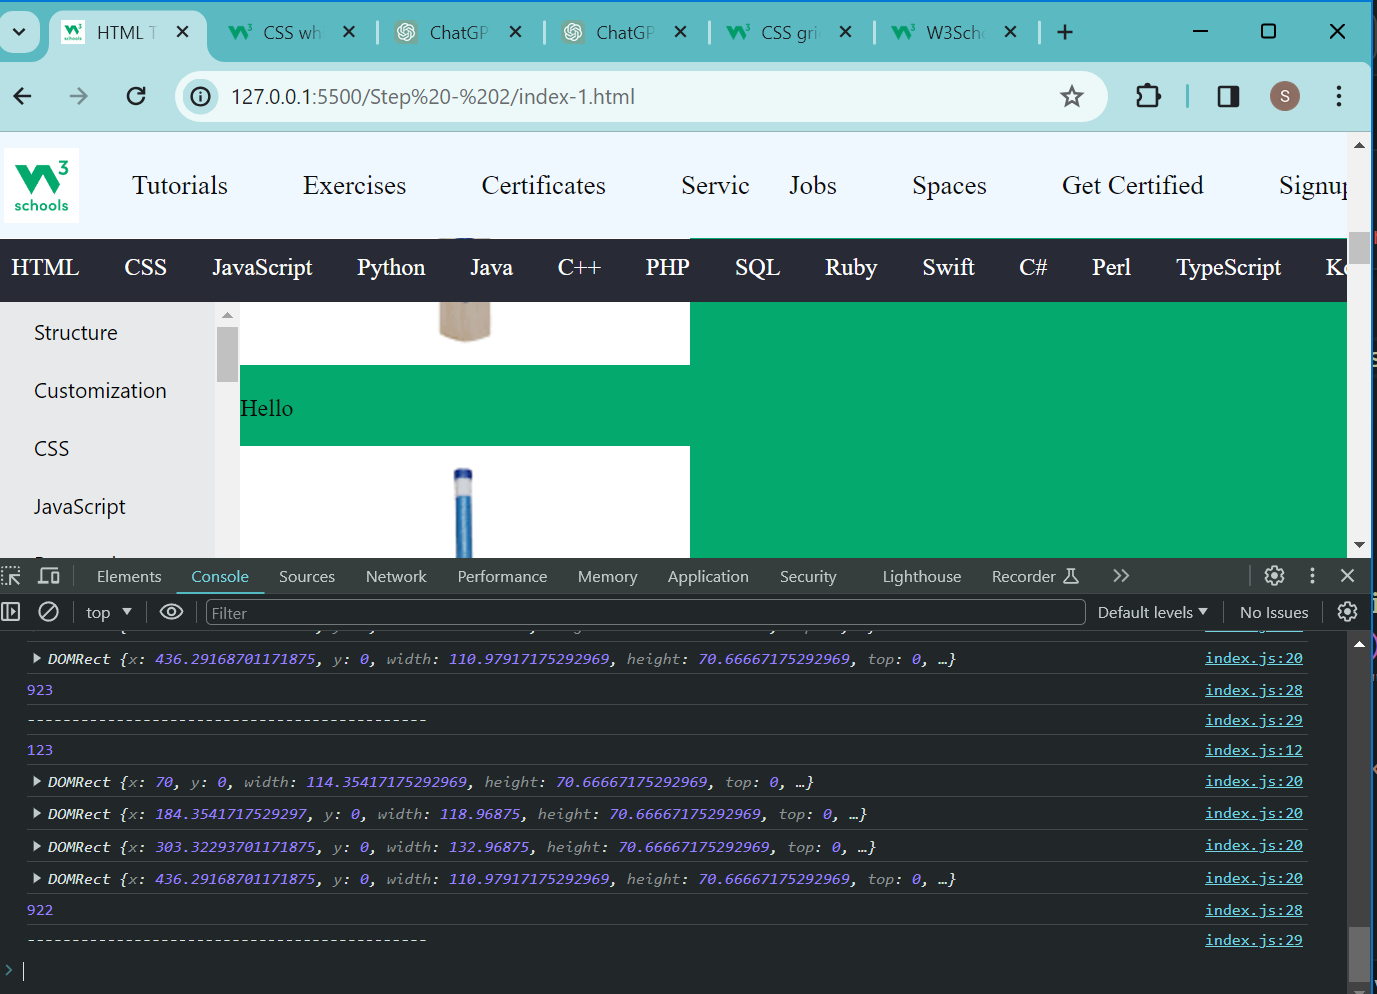 HTML T
CSS wh
ChatGP
ChatGP
CSS gri
W3Sch
127.0.0.1:5500/Step%20-%202/index-1.html
S
W3
schools
Tutorials
Exercises
Certificates
Servic
Jobs
Spaces
Get Certified
Signup
HTML
CSS
JavaScript
Python
Java
C++
PHP
SQL
Ruby
Swift
C#
Perl
TypeScript
Ko
Structure
Customization
CSS
JavaScript
Hello
Elements
Console
Sources
Network
Performance
Memory
Application
Security
Lighthouse
Recorder
top
Filter
Default levels
No Issues
DOMRect {x: 436.29168701171875, y: 0, width: 110.97917175292969, height: 70.66667175292969, top: 0, …} index.js:20
923 index.js:28
--------------------------------------------- index.js:29
123 index.js:12
DOMRect {x: 70, y: 0, width: 114.35417175292969, height: 70.66667175292969, top: 0, …} index.js:20
DOMRect {x: 184.3541717529297, y: 0, width: 118.96875, height: 70.66667175292969, top: 0, …} index.js:20
DOMRect {x: 303.32293701171875, y: 0, width: 132.96875, height: 70.66667175292969, top: 0, …} index.js:20
DOMRect {x: 436.29168701171875, y: 0, width: 110.97917175292969, height: 70.66667175292969, top: 0, …} index.js:20
922 index.js:28
--------------------------------------------- index.js:29